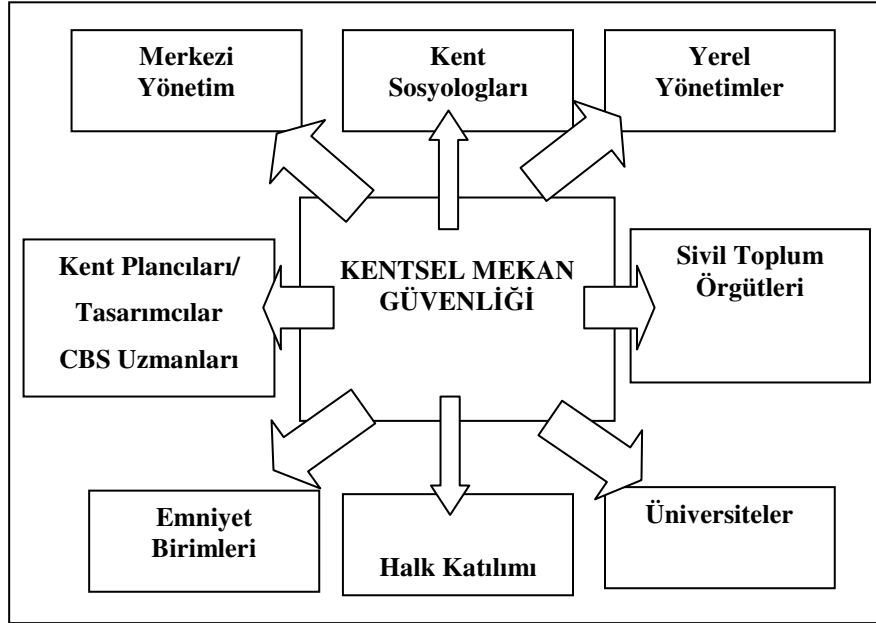 Merkezi
Yönetim
Kent
Sosyologları
Yerel
Yönetimler
Kent Plancıları/
Tasarımcılar
CBS Uzmanları
KENTSEL MEKAN
GÜVENLİĞİ
Sivil Toplum
Örgütleri
Emniyet
Birimleri
Halk Katılımı
Üniversiteler